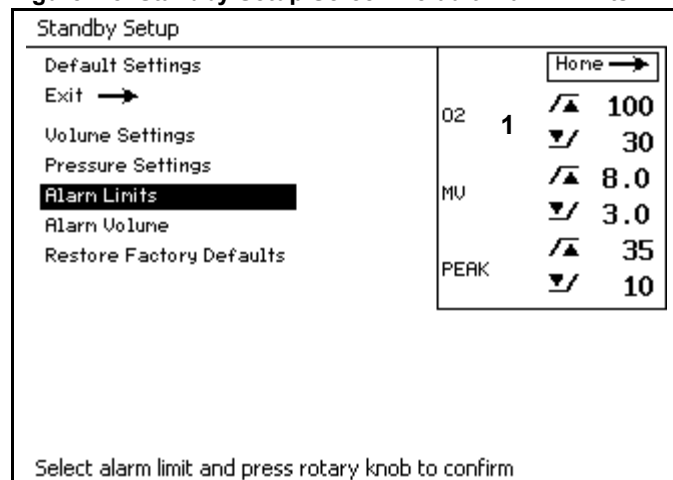 Standby Setup
Default Settings
Exit
Volume Settings
Pressure Settings
Alarm Limits
Alarm Volume
Restore Factory Defaults
Home
O2
1
100
30
MV
8.0
3.0
PEAK
35
10
Select alarm limit and press rotary knob to confirm